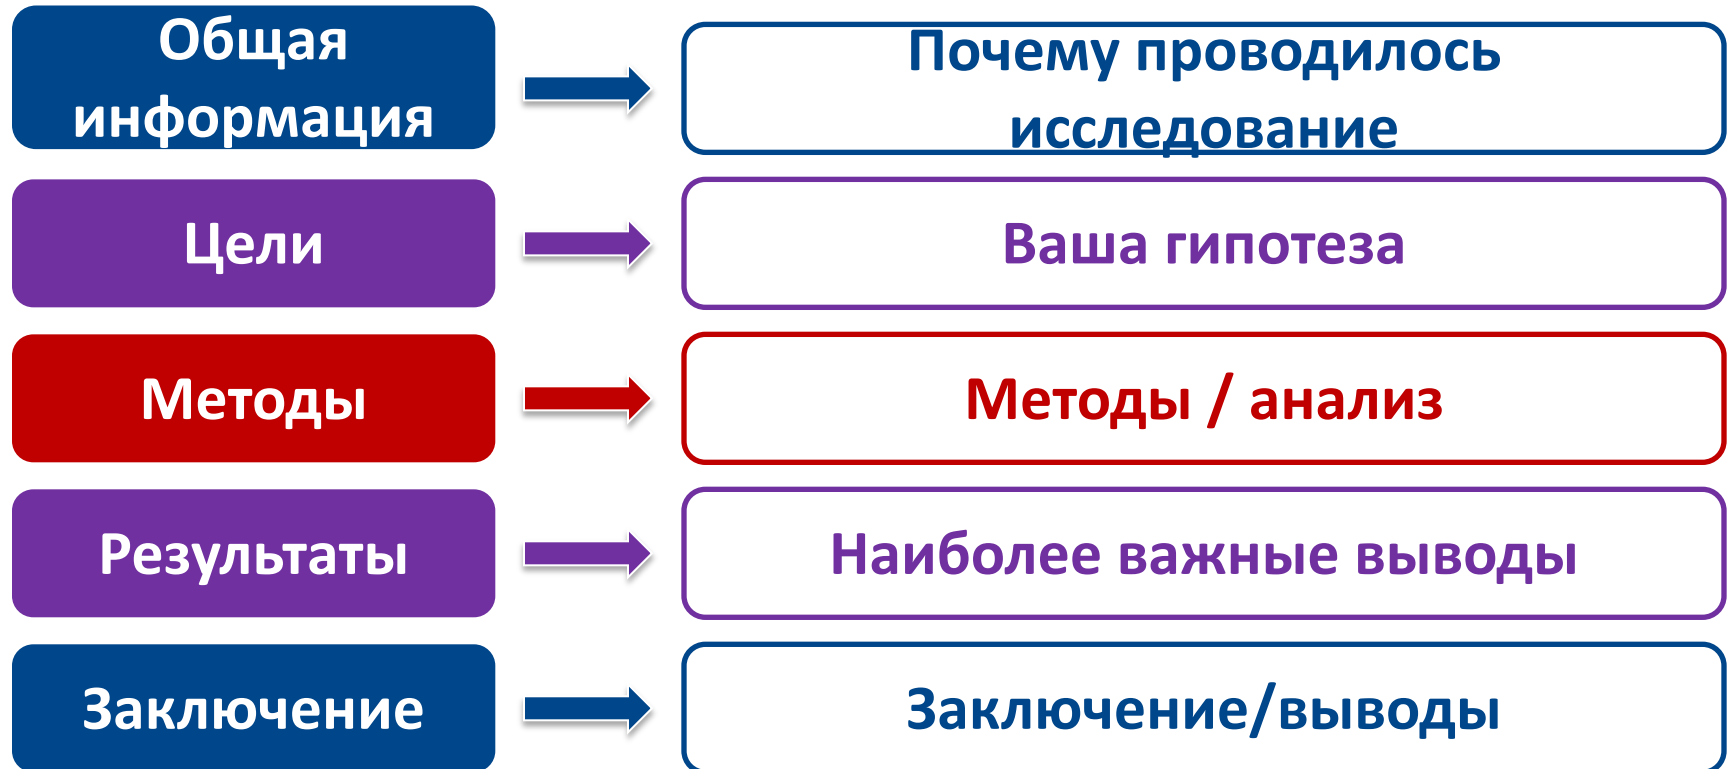 Общая
информация
Почему проводилось
исследование
Цели
Ваша гипотеза
Методы
Методы / анализ
Результаты
Наиболее важные выводы
Заключение
Заключение/выводы